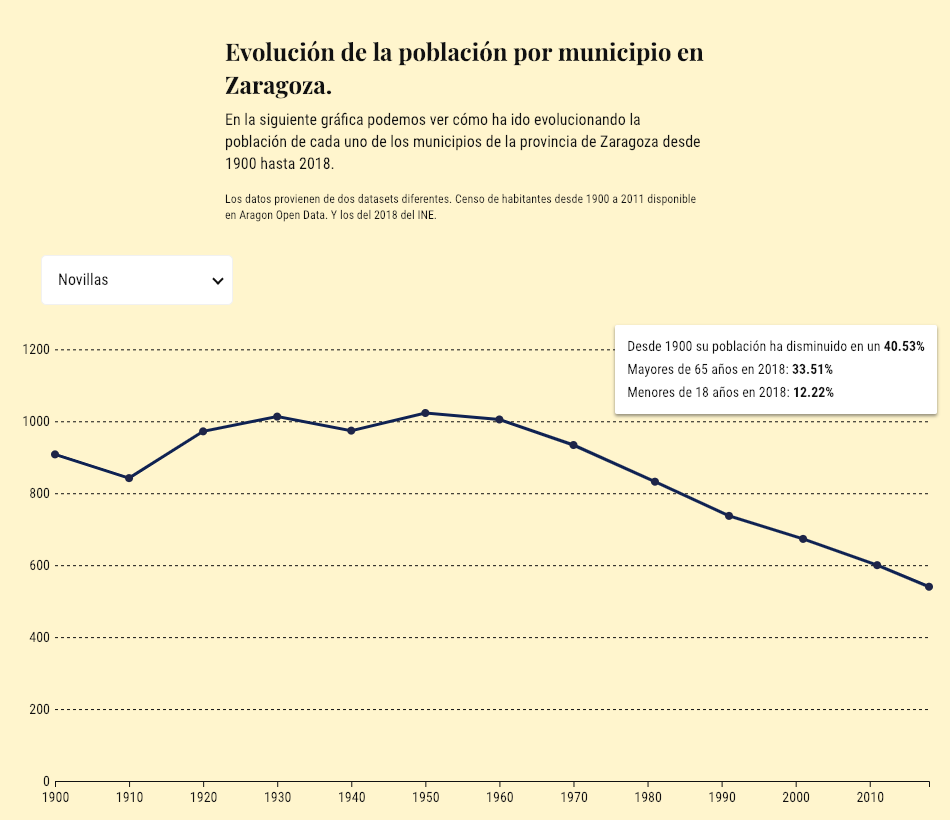 Evolución de la población por municipio en
Zaragoza.
En la siguiente gráfica podemos ver cómo ha ido evolucionando la
población de cada uno de los municipios de la provincia de Zaragoza desde
1900 hasta 2018.
Los datos provienen de dos datasets diferentes. Censo de habitantes desde 1900 a 2011 disponible
en Aragon Open Data. Y los del 2018 del INE.
Novillas
Desde 1900 su población ha disminuido en un 40.53%
Mayores de 65 años en 2018: 33.51%
Menores de 18 años en 2018: 12.22%
1200
1000
800
600
400
200
0
1900 1910 1920 1930 1940 1950 1960 1970 1980 1990 2000 2010